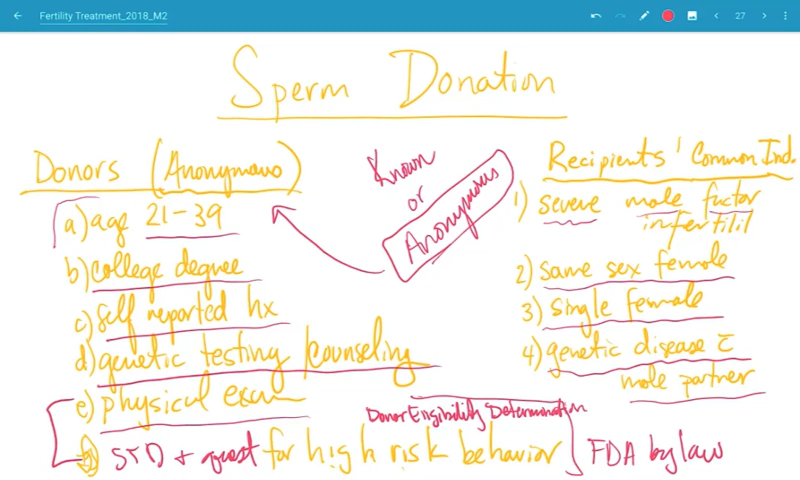 Fertility Treatment_2018_M2
27
Sperm Donation
Donors (Anonymous)
a) age 21-39
b) college degree
c) self reported hx
d) genetic testing counseling
e) physical exam
STD + quest for high risk behavior
Donor Eligibility Determination
FDA by law
Known
or
Anonymous
Recipients' Common Ind.
1) severe male factor
infertilit
2) same sex female
3) single female
4) genetic disease c̄
male partner